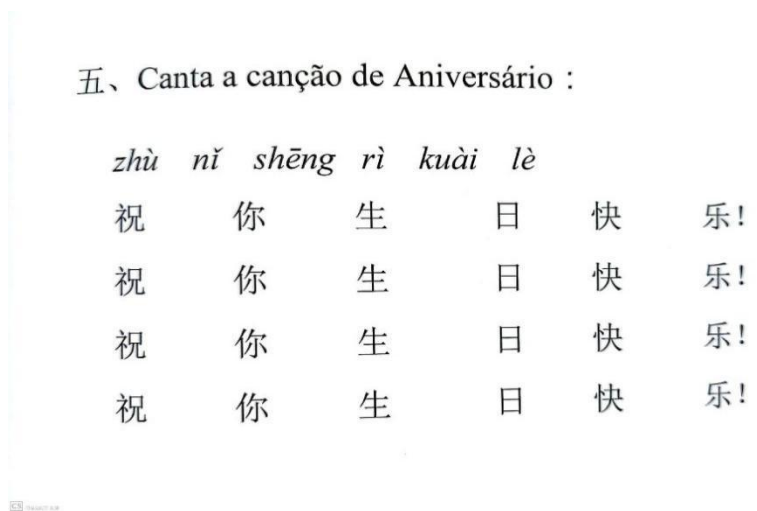 五、Canta a canção de Aniversário：
zhù nǐ shēng rì kuài lè
祝 你 生 日 快 乐！
祝 你 生 日 快 乐！
祝 你 生 日 快 乐！
祝 你 生 日 快 乐！
CS